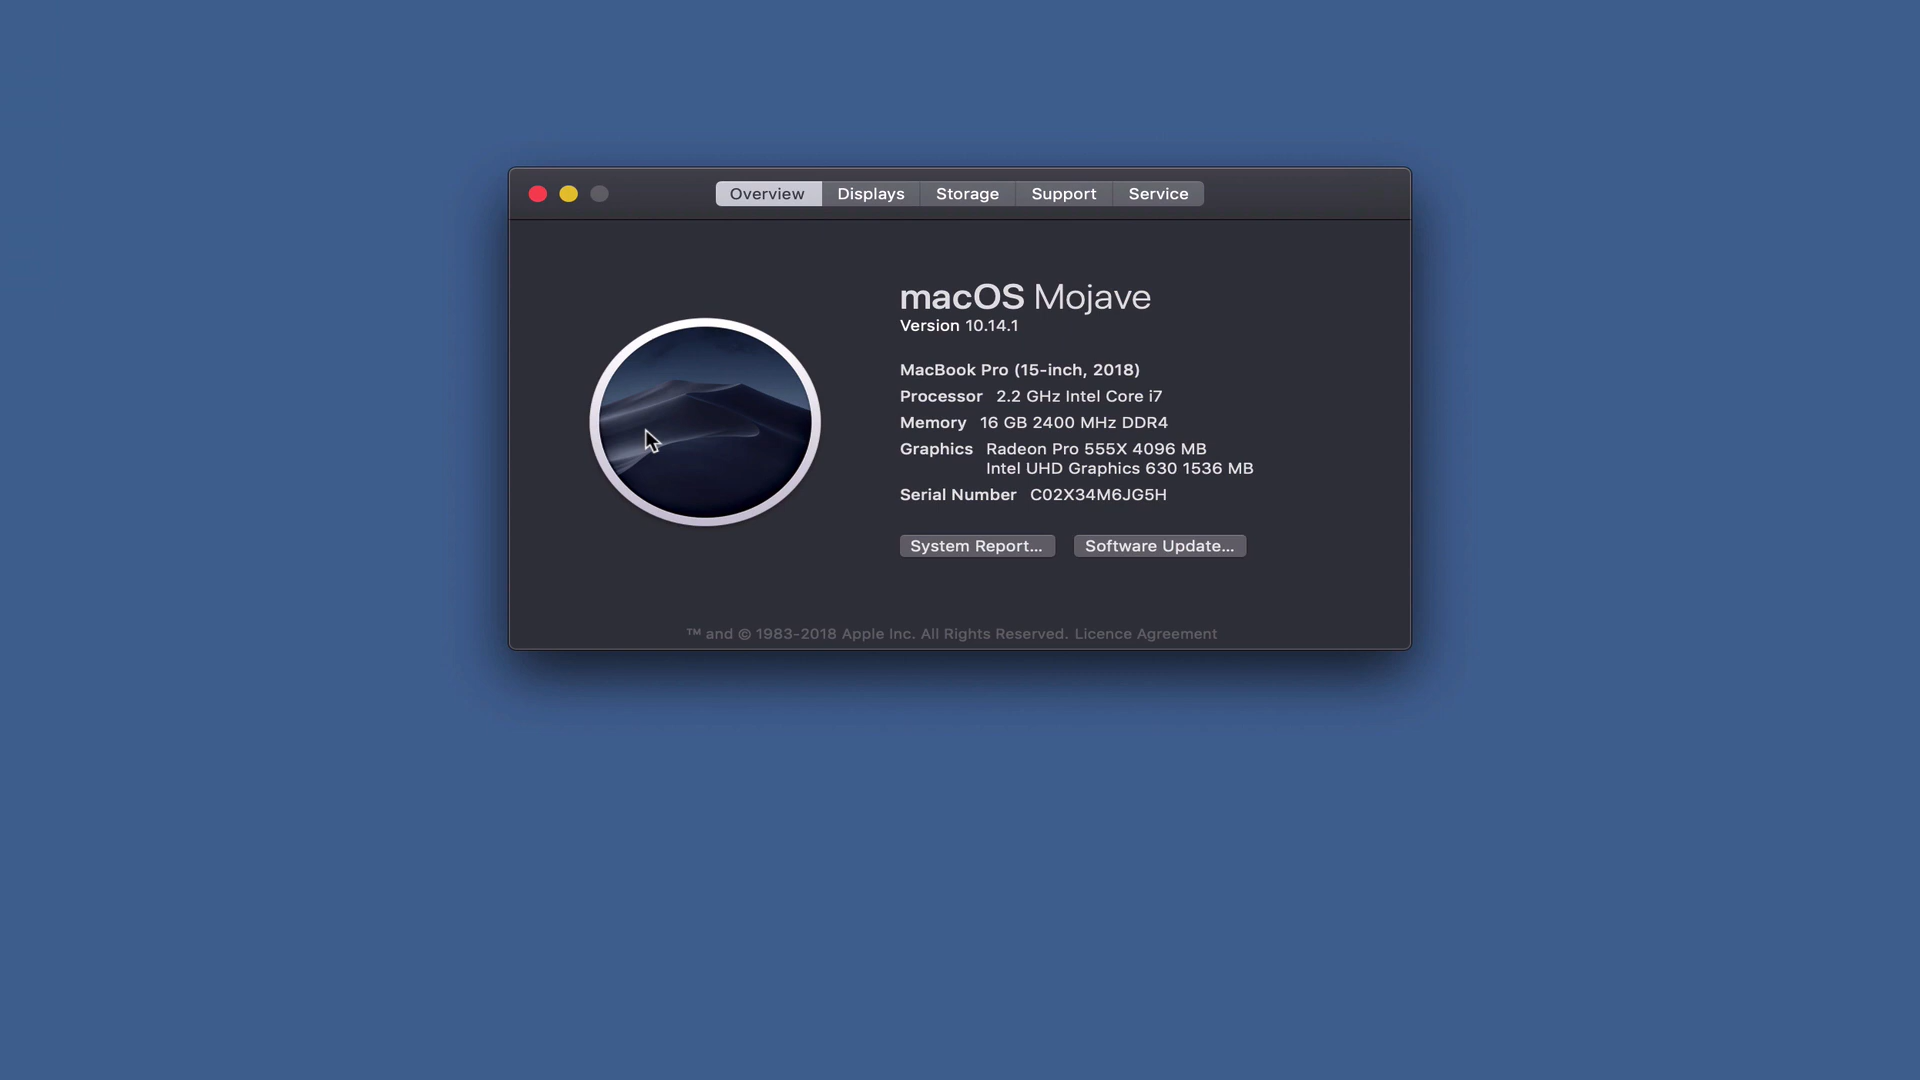 Overview Displays Storage Support Service
macOS Mojave
Version 10.14.1
MacBook Pro (15-inch, 2018)
Processor 2.2 GHz Intel Core i7
Memory 16 GB 2400 MHz DDR4
Graphics Radeon Pro 555X 4096 MB
Intel UHD Graphics 630 1536 MB
Serial Number C02X34M6JG5H
System Report... Software Update...
™ and © 1983-2018 Apple Inc. All Rights Reserved. Licence Agreement